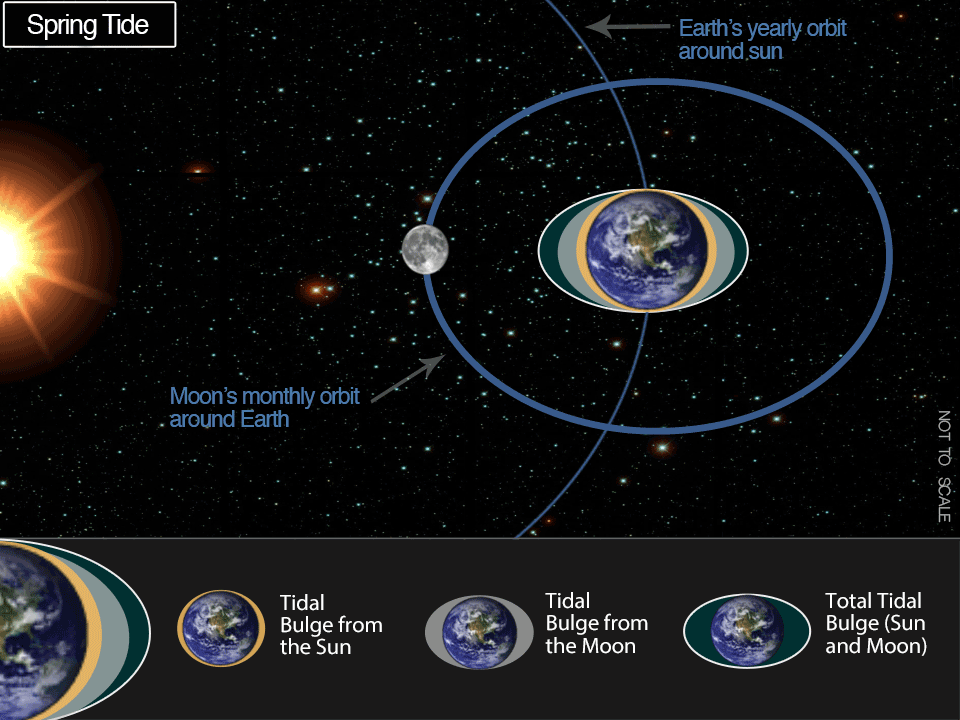 Spring Tide
Earth's yearly orbit
around sun
Moon's monthly orbit
around Earth
NOT TO SCALE
Tidal
Bulge from
the Sun
Tidal
Bulge from
the Moon
Total Tidal
Bulge (Sun
and Moon)